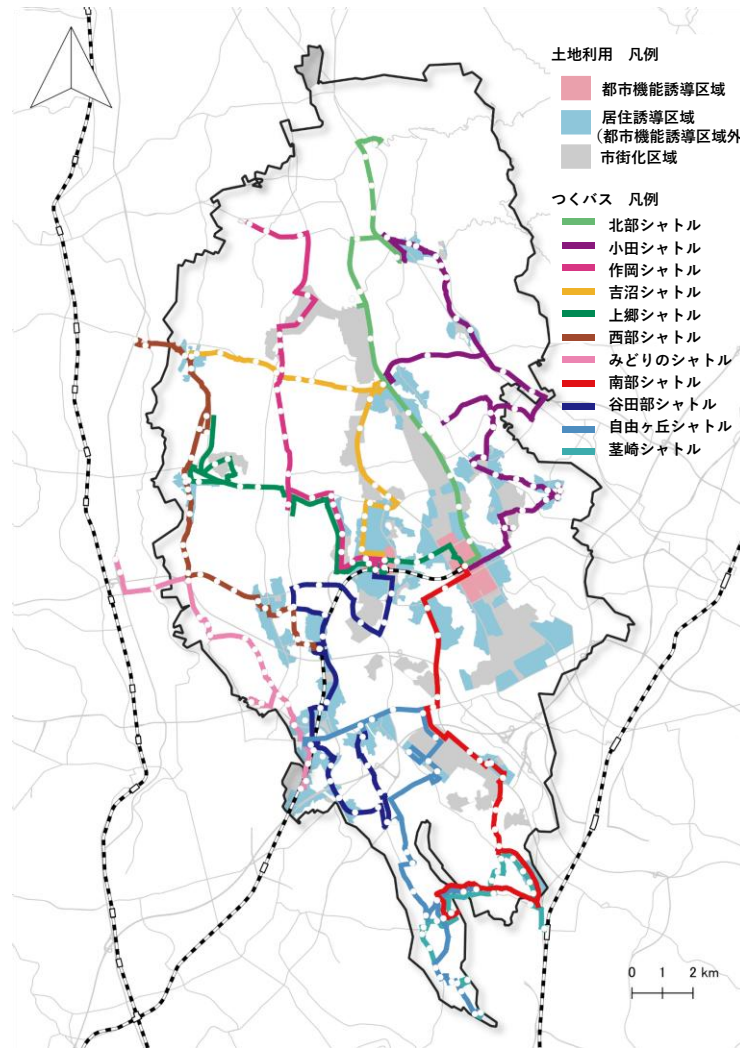 土地利用 凡例
都市機能誘導区域
居住誘導区域
(都市機能誘導区域外
市街化区域
つくバス 凡例
北部シャトル
小田シャトル
作岡シャトル
吉沼シャトル
上郷シャトル
西部シャトル
みどりのシャトル
南部シャトル
谷田部シャトル
自由ヶ丘シャトル
茎崎シャトル
0 1 2 km